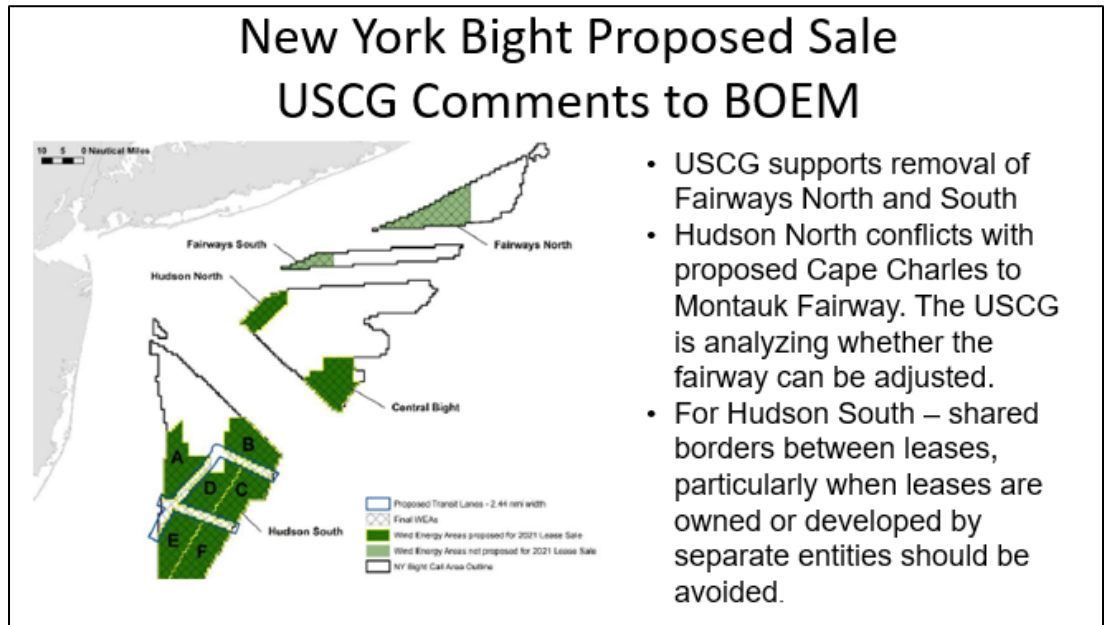 New York Bight Proposed Sale
USCG Comments to BOEM
10 5 0 Nautical Miles
Fairways South
Fairways North
Hudson North
Central Bight
A
B
D
C
E
F
Hudson South
Proposed Transit Lanes - 2.44 nmi width
Final WEAs
Wind Energy Areas proposed for 2021 Lease Sale
Wind Energy Areas not proposed for 2021 Lease Sale
NY Bight Call Area Outline
• USCG supports removal of
Fairways North and South
• Hudson North conflicts with
proposed Cape Charles to
Montauk Fairway. The USCG
is analyzing whether the
fairway can be adjusted.
• For Hudson South – shared
borders between leases,
particularly when leases are
owned or developed by
separate entities should be
avoided.